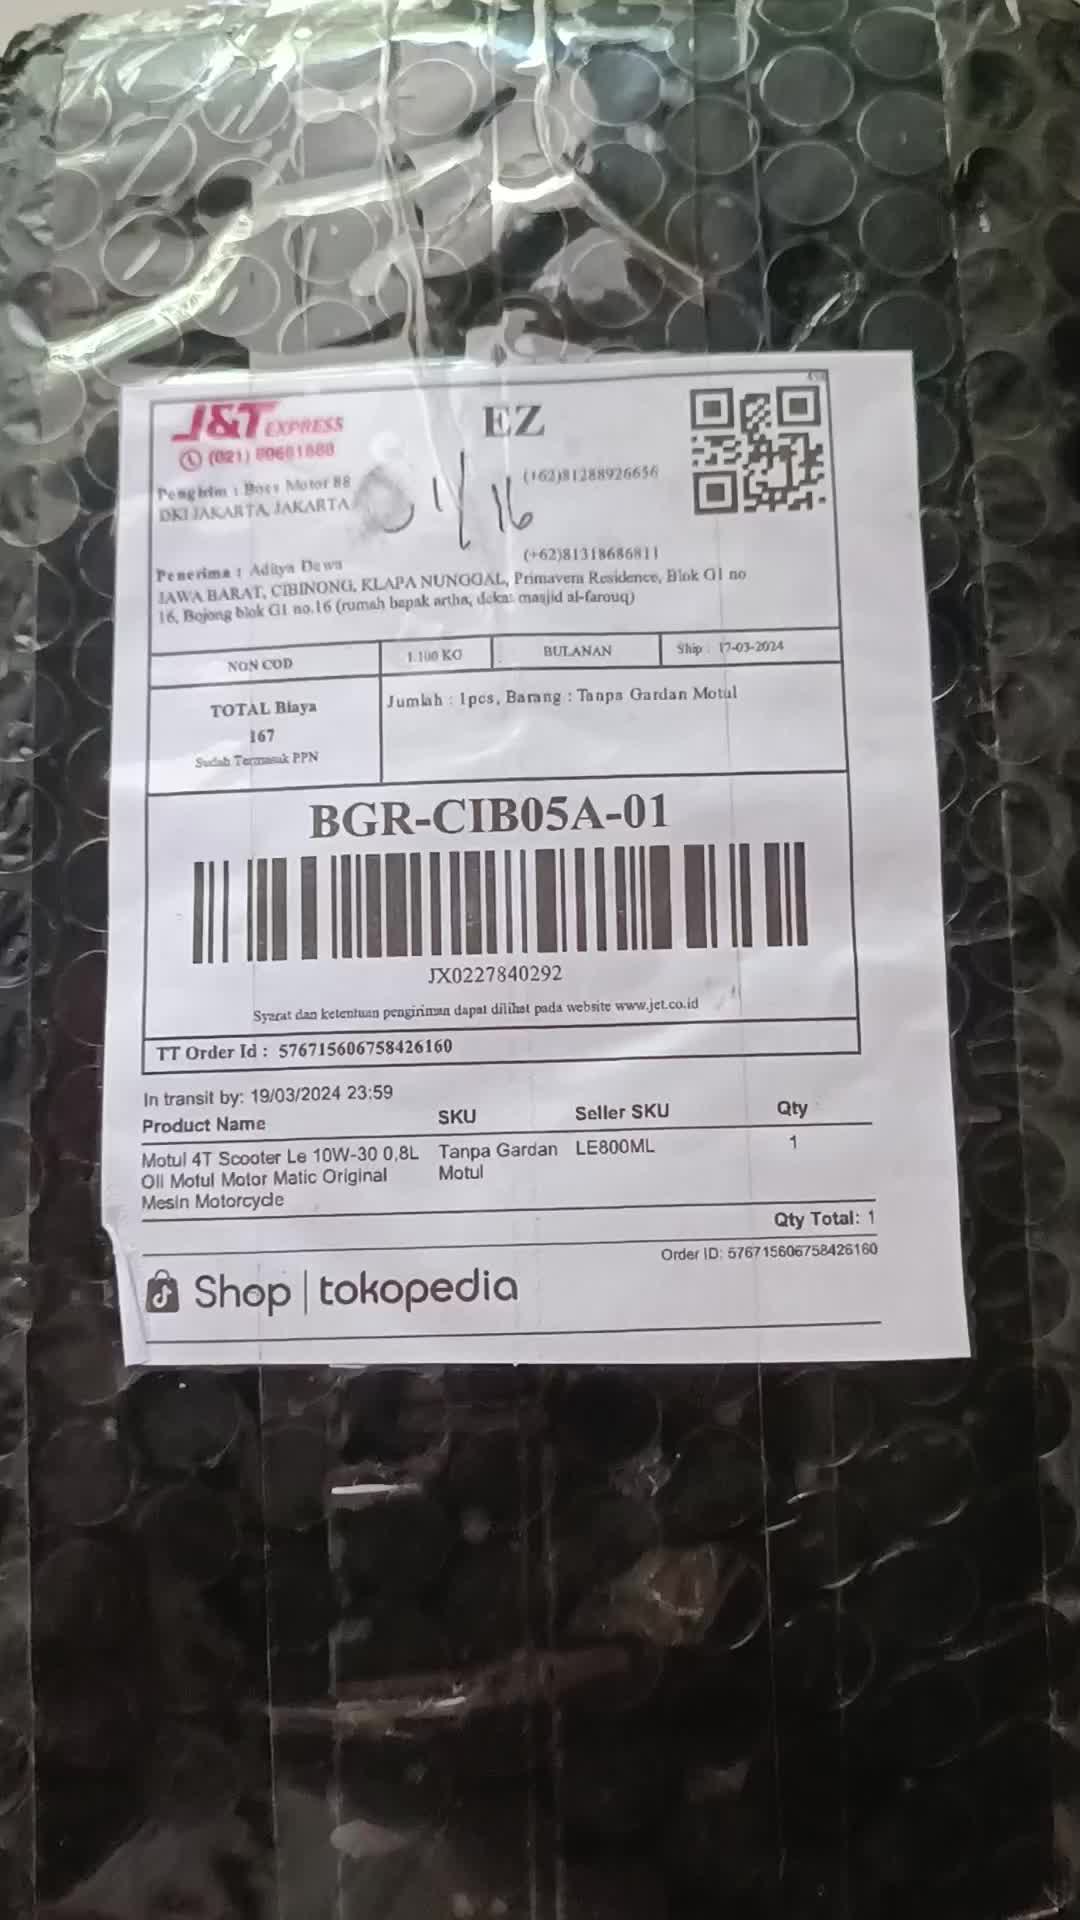 J&T EXPRESS
EZ
(021) 80661888
Pengirim : Boss Motor 88
(+62)81288926656
DKI JAKARTA, JAKARTA
G1/16
(+62)81318686811
Penerima : Aditya Dewa
JAWA BARAT, CIBINONG, KLAPA NUNGGAL, Primavera Residence, Blok G1 no
16, Bojong blok G1 no.16 (rumah bapak artha, dekat masjid al-farouq)
NON COD
1.100 KG
BULANAN
Ship : 17-03-2024
TOTAL Biaya
167
Sudah Termasuk PPN
Jumlah : 1pcs, Barang : Tanpa Gardan Motul
BGR-CIB05A-01
JX0227840292
Syarat dan ketentuan pengiriman dapat dilihat pada website www.jet.co.id
TT Order Id : 576715606758426160
In transit by: 19/03/2024 23:59
Product Name SKU Seller SKU Qty
Motul 4T Scooter Le 10W-30 0,8L Tanpa Gardan LE800ML 1
Oli Motul Motor Matic Original Motul
Mesin Motorcycle
Qty Total: 1
Order ID: 576715606758426160
Shop | tokopedia